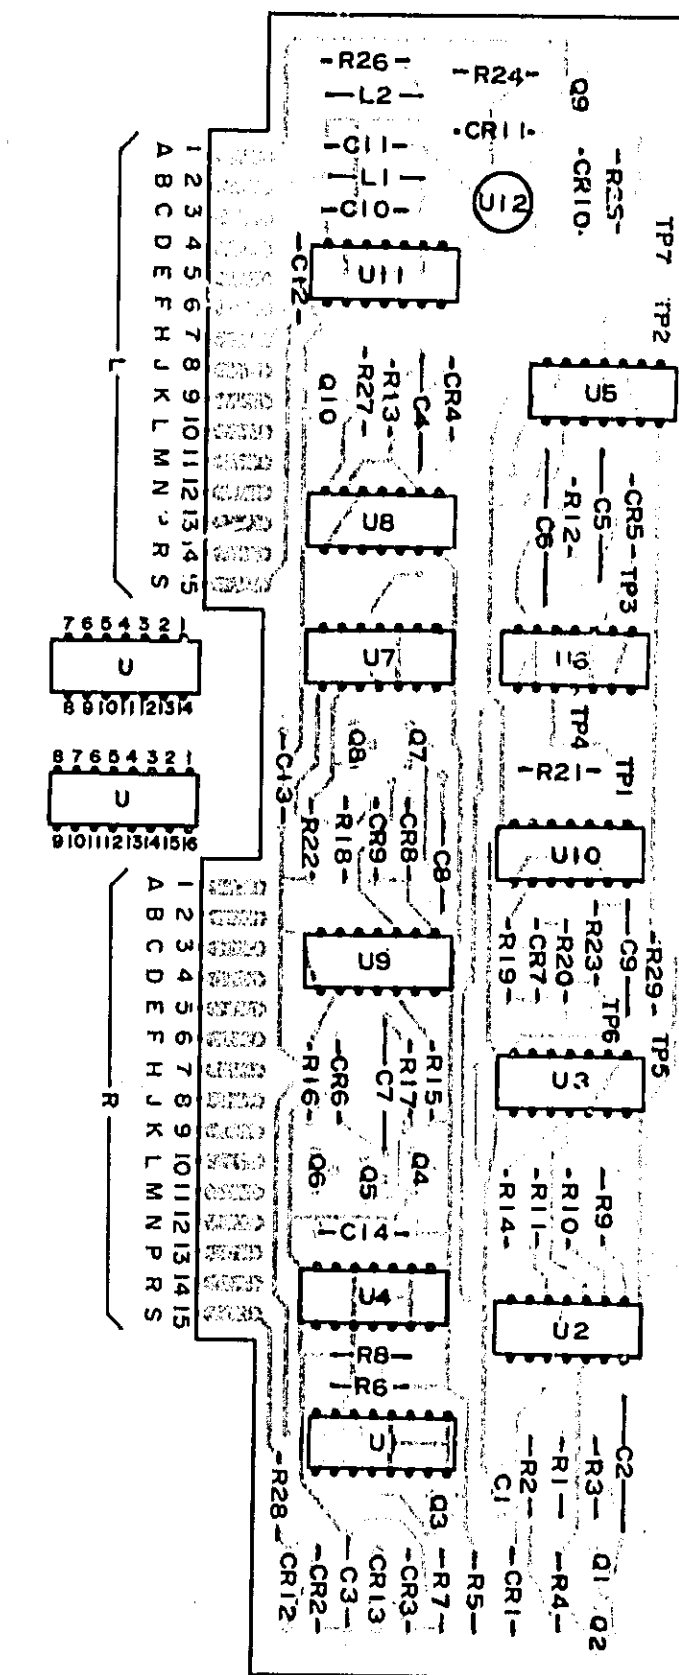 -R26-
-L2-
-R24-
Q9
-C11-
-CR11-
-L1-
-C10-
U12
-CR10-
-R25-
TP7
TP2
1 2 3 4 5 6 7 8 9 10 11 12 13 14 15
A B C D E F H J K L M N P R S
L
U11
-C12-
U5
Q10
-R27-
-R13-
-C4-
-CR4-
U8
-C6-
-R12-
-C5-
-CR5-
TP3
7 6 5 4 3 2 1
U
8 9 10 11 12 13 14
U7
U6
TP4
-C13-
Q8
Q7
-R21-
TP1
8 7 6 5 4 3 2 1
U
9 10 11 12 13 14 15 16
-R22-
-R18-
-CR9-
-CR8-
-C8-
U10
1 2 3 4 5 6 7 8 9 10 11 12 13 14 15
A B C D E F H J K L M N P R S
R
U9
-R19-
-CR7-
-R20-
-R23-
-C9-
-R29-
TP6
TP5
-R16-
-CR6-
-C7-
-R17-
-R15-
U3
Q6
Q5
Q4
-R14-
-R11-
-R10-
-R9-
-C14-
U4
U2
-R8-
-R6-
U1
-R28-
Q3
C1
-R2-
-R1-
-R3-
-C2-
CR12
-CR2-
-C3-
CR13
-CR3-
-R7-
-R5-
-CR1-
-R4-
Q1
Q2